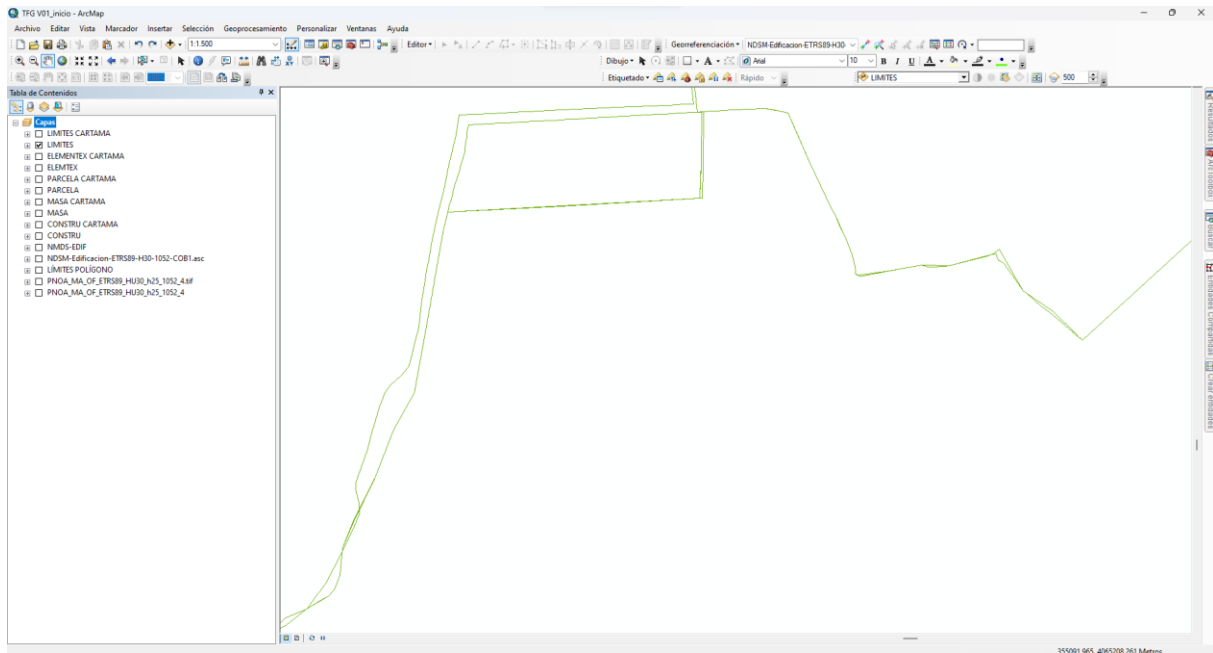 TFG V01_inicio - ArcMap
Archivo Editar Vista Marcador Insertar Selección Geoprocesamiento Personalizar Ventanas Ayuda
1:1.500 Editor Georreferenciación NDSM-Edificacion-ETRS89-H30-
Dibujo A Arial 10 B I U A
Etiquetado Rápido LIMITES 500
Tabla de Contenidos
Capas
LIMITES CARTAMA
LIMITES
ELEMENTEX CARTAMA
ELEMTEX
PARCELA CARTAMA
PARCELA
MASA CARTAMA
MASA
CONSTRU CARTAMA
CONSTRU
NMDS-EDIF
NDSM-Edificacion-ETRS89-H30-1052-COB1.asc
LÍMITES POLÍGONO
PNOA_MA_OF_ETRS89_HU30_h25_1052_4.tif
PNOA_MA_OF_ETRS89_HU30_h25_1052_4
Resultados
ArcToolbox
Buscar
Entidades Compartidas
Crear entidades
355091,965 4065208,261 Metros